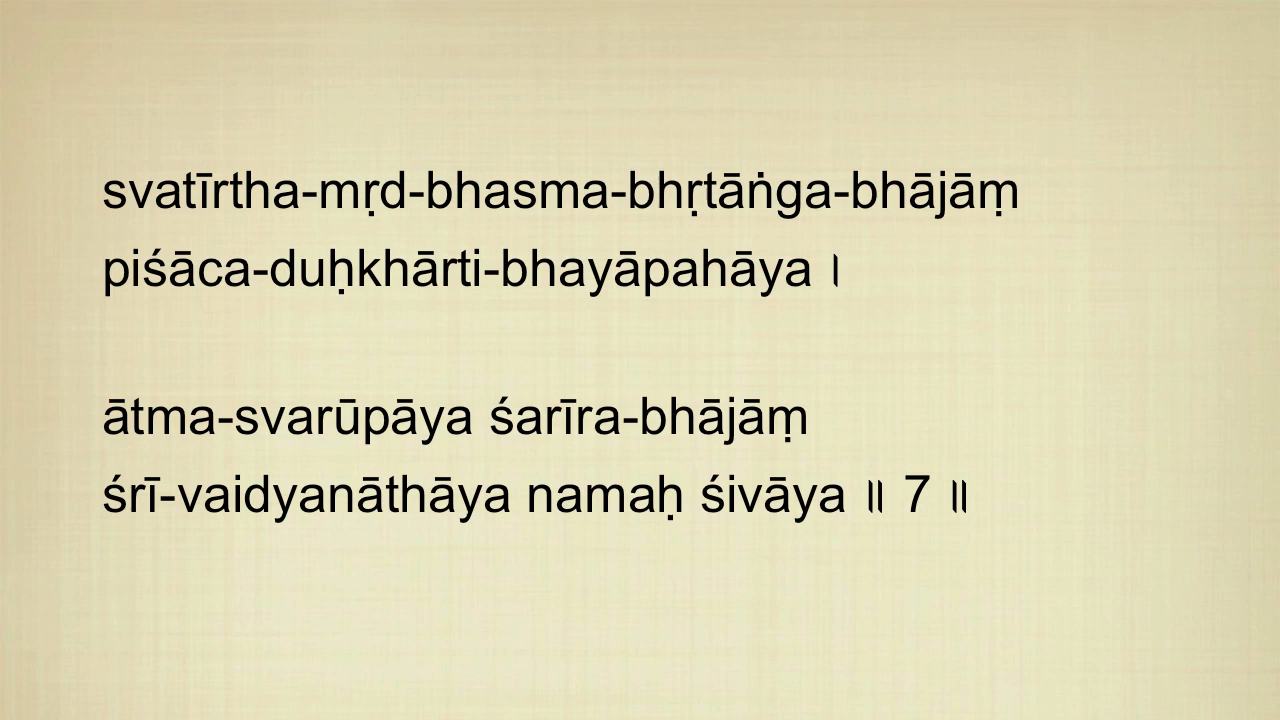 svatīrtha-mṛd-bhasma-bhṛtāṅga-bhājāṃ
piśāca-duḥkhārti-bhayāpahāya ।
ātma-svarūpāya śarīra-bhājāṃ
śrī-vaidyanāthāya namaḥ śivāya ॥ 7 ॥